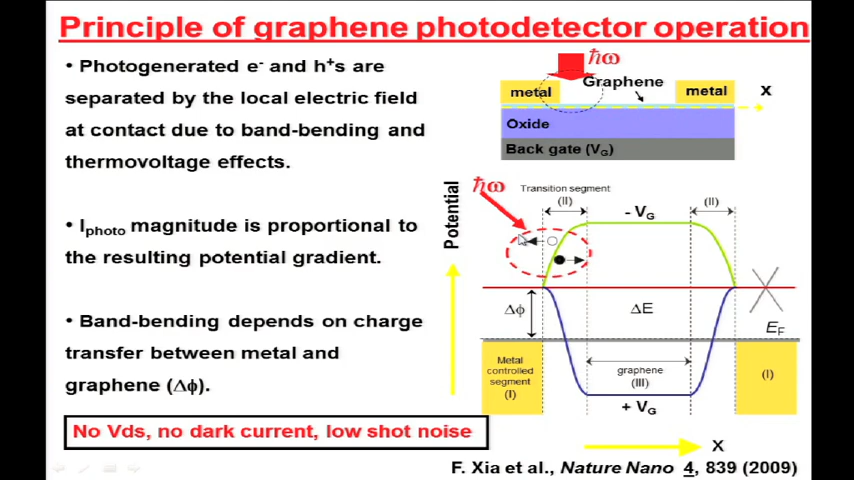 Principle of graphene photodetector operation
• Photogenerated e- and h+s are
separated by the local electric field
at contact due to band-bending and
thermovoltage effects.
• Iphoto magnitude is proportional to
the resulting potential gradient.
• Band-bending depends on charge
transfer between metal and
graphene (Δϕ).
No Vds, no dark current, low shot noise
ħω
Graphene
metal
metal
X
Oxide
Back gate (VG)
Potential
ħω
Transition segment
(II)
- VG
(II)
Δϕ
ΔE
EF
Metal
controlled
segment
(I)
graphene
(III)
(I)
+ VG
X
F. Xia et al., Nature Nano 4, 839 (2009)